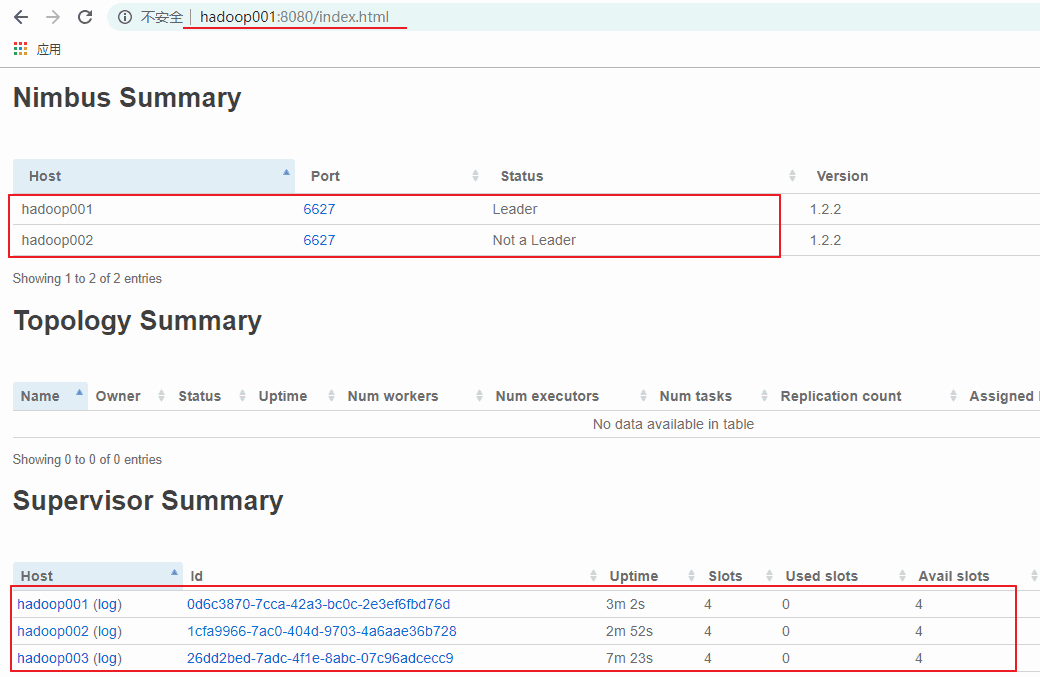 不安全 hadoop001:8080/index.html
应用
Nimbus Summary
Host Port Status Version
hadoop001 6627 Leader 1.2.2
hadoop002 6627 Not a Leader 1.2.2
Showing 1 to 2 of 2 entries
Topology Summary
Name Owner Status Uptime Num workers Num executors Num tasks Replication count Assigned
No data available in table
Showing 0 to 0 of 0 entries
Supervisor Summary
Host Id Uptime Slots Used slots Avail slots
hadoop001 (log) 0d6c3870-7cca-42a3-bc0c-2e3ef6fbd76d 3m 2s 4 0 4
hadoop002 (log) 1cfa9966-7ac0-404d-9703-4a6aae36b728 2m 52s 4 0 4
hadoop003 (log) 26dd2bed-7adc-4f1e-8abc-07c96adcecc9 7m 23s 4 0 4